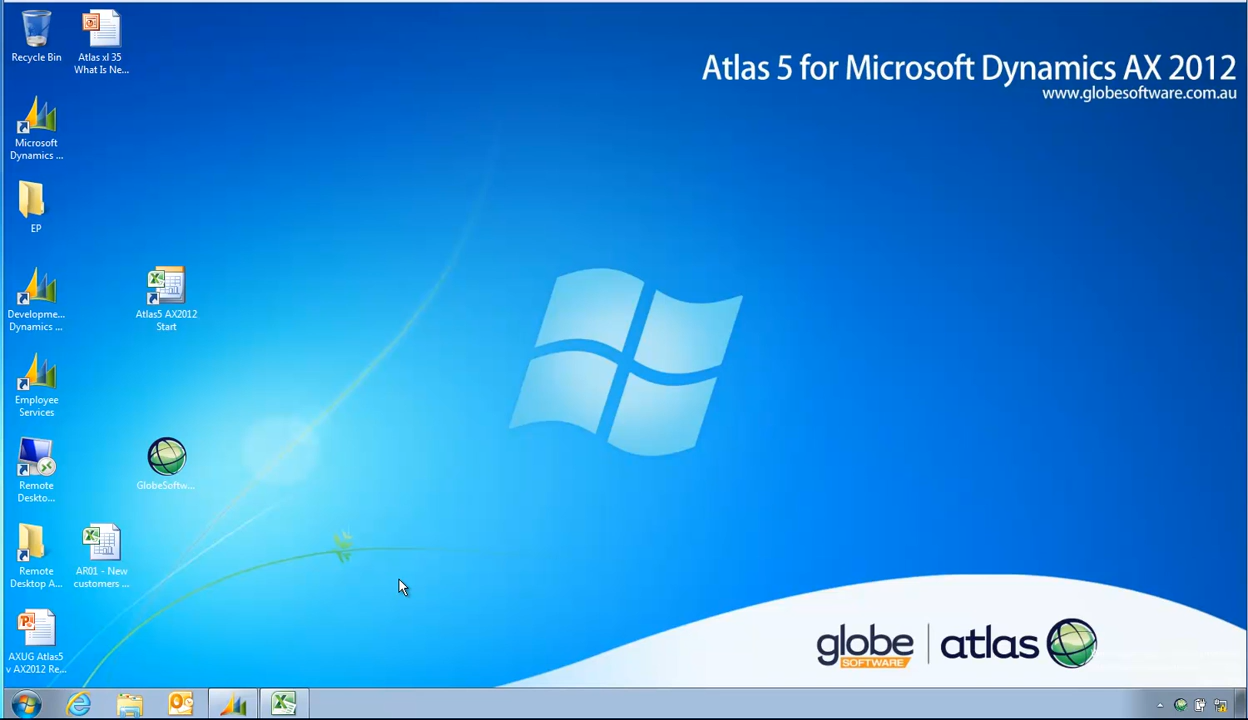 Recycle Bin
Atlas xl 35
What Is Ne...
Atlas 5 for Microsoft Dynamics AX 2012
www.globesoftware.com.au
Microsoft
Dynamics ...
EP
Developme...
Dynamics ...
Atlas5 AX2012
Start
Employee
Services
Remote
Deskto...
GlobeSoftw...
Remote
Desktop A...
AR01 - New
customers ...
AXUG Atlas5
v AX2012 Re...
globe
SOFTWARE
atlas